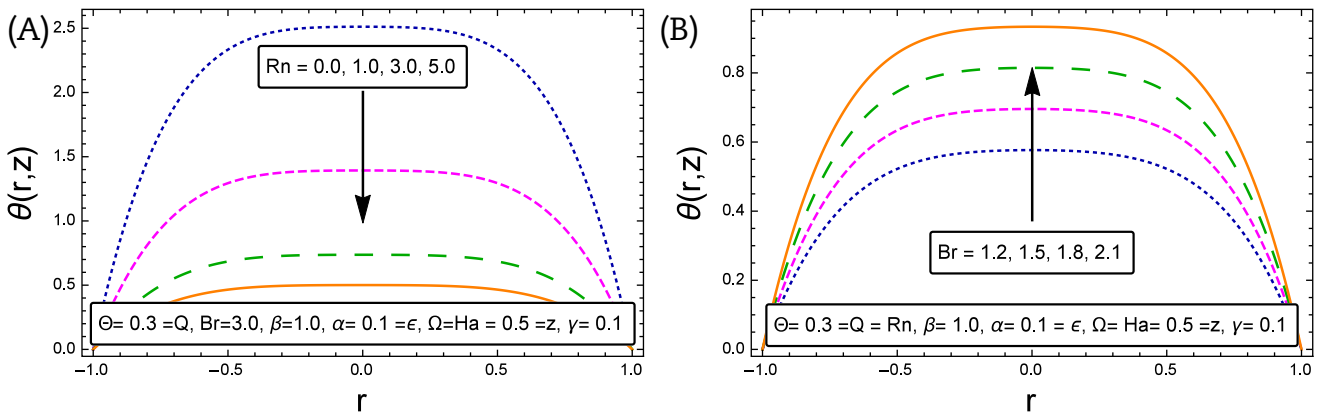 (A)
θ(r,z)
2.5
2.0
1.5
1.0
0.5
0.0
Rn = 0.0, 1.0, 3.0, 5.0
Θ= 0.3 =Q, Br=3.0, β=1.0, α= 0.1 =ϵ, Ω=Ha = 0.5 =z, γ= 0.1
−1.0 −0.5 0.0 0.5 1.0
r
(B)
θ(r,z)
0.8
0.6
0.4
0.2
0.0
Br = 1.2, 1.5, 1.8, 2.1
Θ= 0.3 =Q = Rn, β= 1.0, α= 0.1 = ϵ, Ω= Ha= 0.5 =z, γ= 0.1
−1.0 −0.5 0.0 0.5 1.0
r